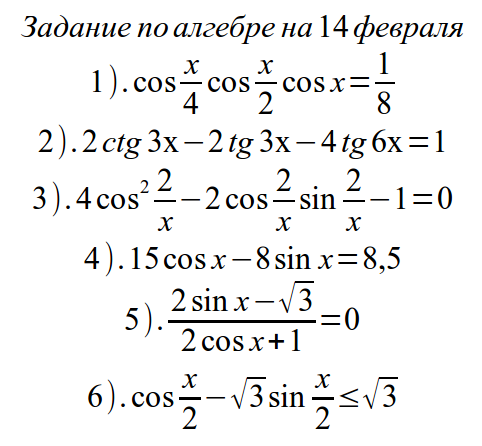 Задание по алгебре на 14 февраля
1). cos x/4 cos x/2 cos x = 1/8
2). 2 ctg 3x − 2 tg 3x − 4 tg 6x = 1
3). 4 cos² 2/x − 2 cos 2/x sin 2/x − 1 = 0
4). 15 cos x − 8 sin x = 8,5
5). (2 sin x − √3)/(2 cos x + 1) = 0
6). cos x/2 − √3 sin x/2 ≤ √3